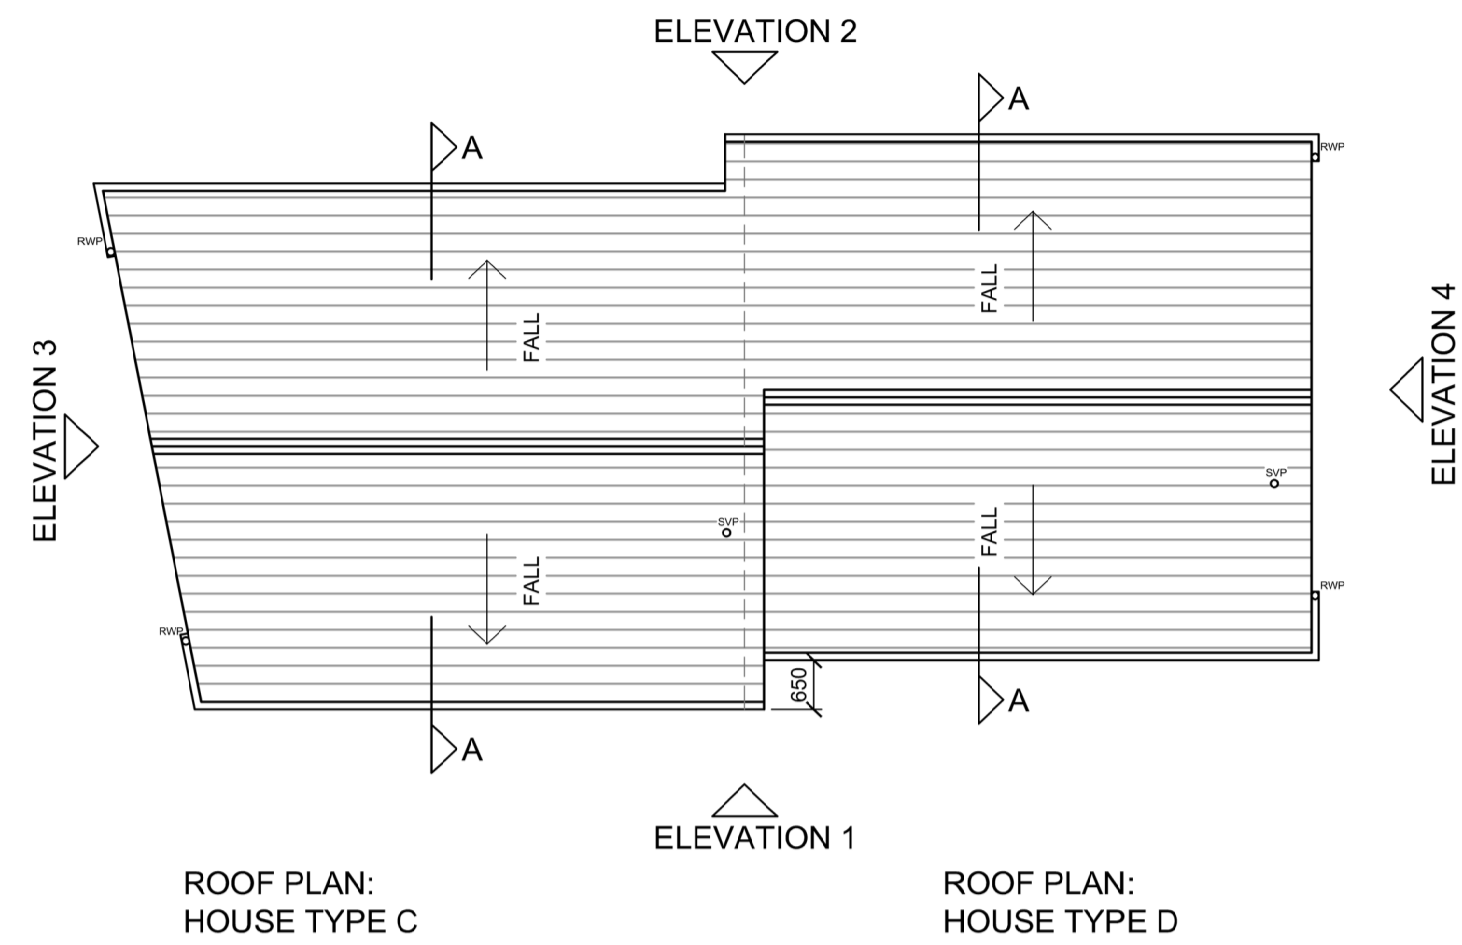 ELEVATION 2
A
A
RWP
RWP
FALL
FALL
ELEVATION 3
ELEVATION 4
SVP
SVP
FALL
FALL
RWP
RWP
650
A
A
ELEVATION 1
ROOF PLAN:
HOUSE TYPE C
ROOF PLAN:
HOUSE TYPE D